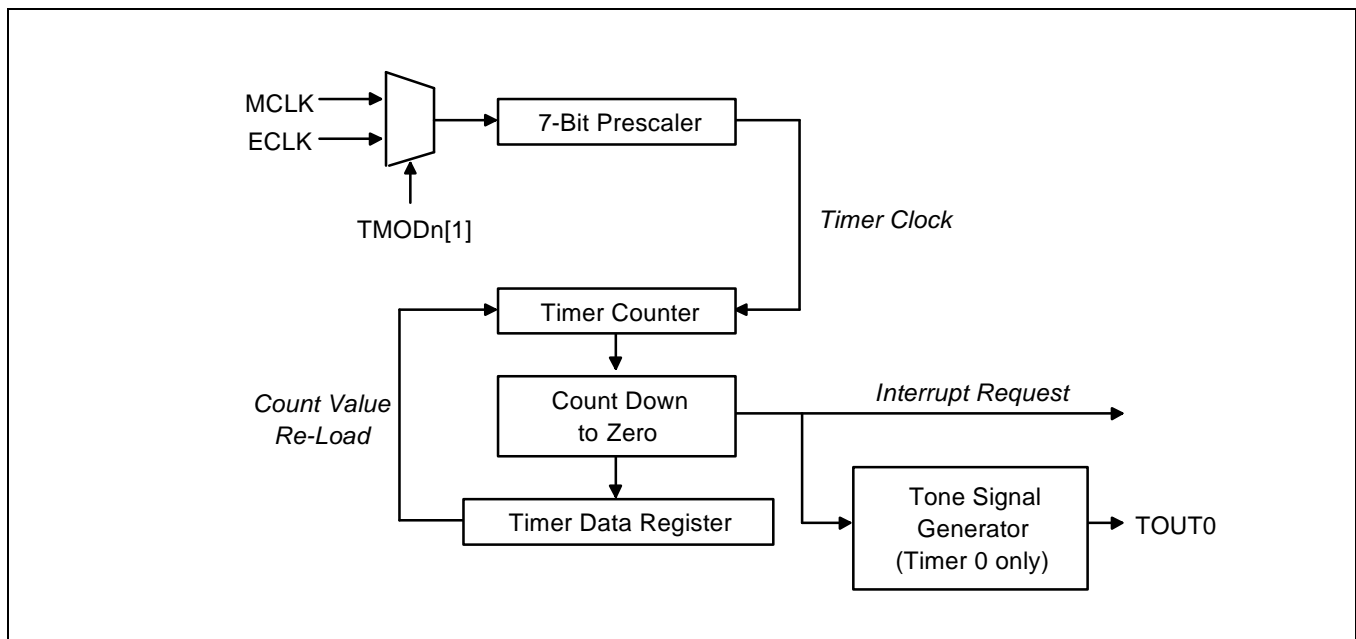 MCLK
ECLK
TMODn[1]
7-Bit Prescaler
Timer Clock
Timer Counter
Count Value
Re-Load
Count Down
to Zero
Interrupt Request
Timer Data Register
Tone Signal
Generator
(Timer 0 only)
TOUT0